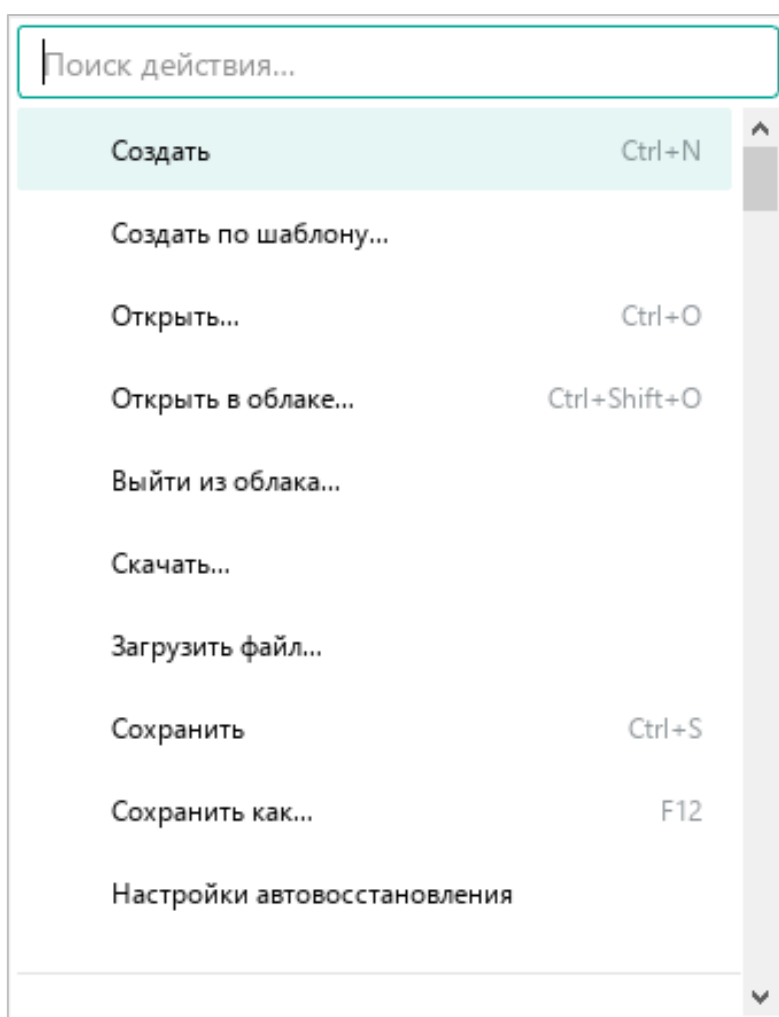 Поиск действия...
Создать Ctrl+N
Создать по шаблону...
Открыть... Ctrl+O
Открыть в облаке... Ctrl+Shift+O
Выйти из облака...
Скачать...
Загрузить файл...
Сохранить Ctrl+S
Сохранить как... F12
Настройки автовосстановления